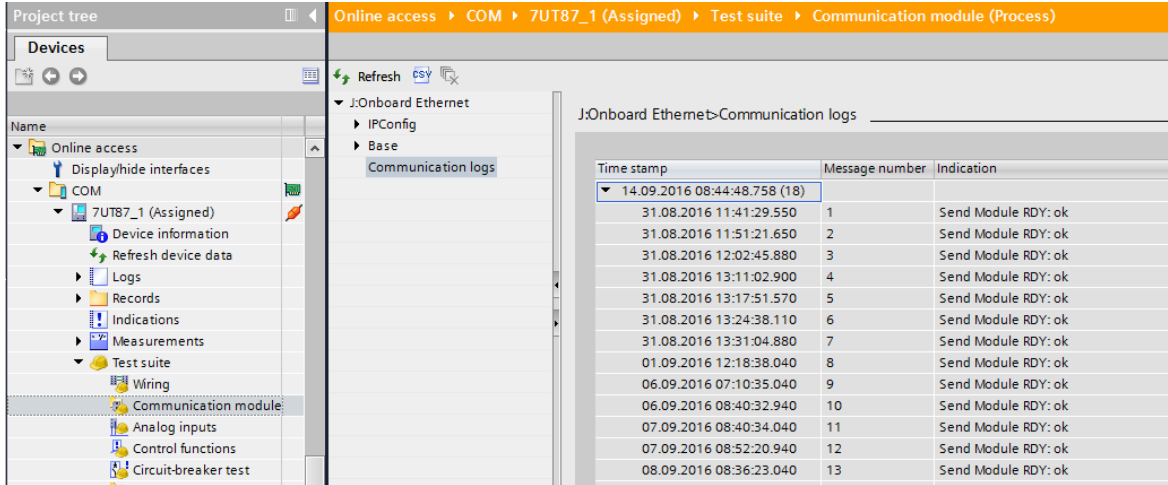 Project tree
Online access ▸ COM ▸ 7UT87_1 (Assigned) ▸ Test suite ▸ Communication module (Process)
Devices
Refresh CSV
Name
Online access
Display/hide interfaces
COM
7UT87_1 (Assigned)
Device information
Refresh device data
Logs
Records
Indications
Measurements
Test suite
Wiring
Communication module
Analog inputs
Control functions
Circuit-breaker test
J:Onboard Ethernet
IPConfig
Base
Communication logs
J:Onboard Ethernet>Communication logs
Time stamp Message number Indication
14.09.2016 08:44:48.758 (18)
31.08.2016 11:41:29.550 1 Send Module RDY: ok
31.08.2016 11:51:21.650 2 Send Module RDY: ok
31.08.2016 12:02:45.880 3 Send Module RDY: ok
31.08.2016 13:11:02.900 4 Send Module RDY: ok
31.08.2016 13:17:51.570 5 Send Module RDY: ok
31.08.2016 13:24:38.110 6 Send Module RDY: ok
31.08.2016 13:31:04.880 7 Send Module RDY: ok
01.09.2016 12:18:38.040 8 Send Module RDY: ok
06.09.2016 07:10:35.040 9 Send Module RDY: ok
06.09.2016 08:40:32.940 10 Send Module RDY: ok
07.09.2016 08:40:34.040 11 Send Module RDY: ok
07.09.2016 08:52:20.940 12 Send Module RDY: ok
08.09.2016 08:36:23.040 13 Send Module RDY: ok